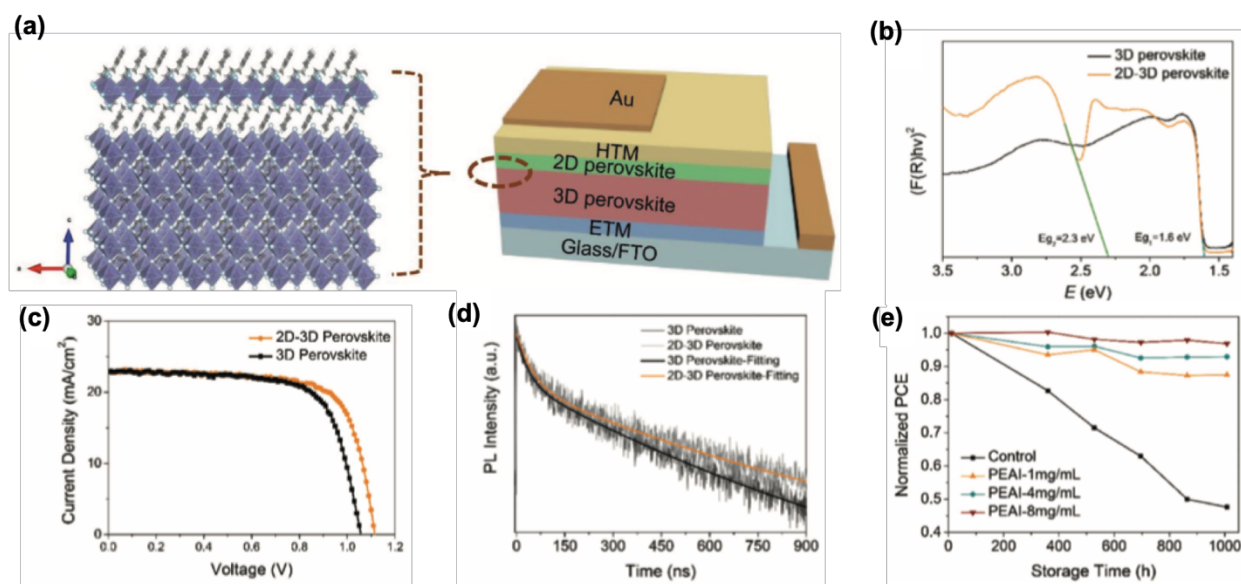 (a)
Au
HTM
2D perovskite
3D perovskite
ETM
Glass/FTO
c
a
(b)
3D perovskite
2D-3D perovskite
(F(R)hv)²
Eg₂=2.3 eV
Eg₁=1.6 eV
3.5 3.0 2.5 2.0 1.5
E (eV)
(c)
30
20
10
0
2D-3D Perovskite
3D Perovskite
Current Density (mA/cm²)
0.0 0.2 0.4 0.6 0.8 1.0 1.2
Voltage (V)
(d)
3D Perovskite
2D-3D Perovskite
3D Perovskite-Fitting
2D-3D Perovskite-Fitting
PL Intensity (a.u.)
0 150 300 450 600 750 900
Time (ns)
(e)
1.0
0.9
0.8
0.7
0.6
0.5
0.4
Normalized PCE
Control
PEAI-1mg/mL
PEAI-4mg/mL
PEAI-8mg/mL
0 200 400 600 800 1000
Storage Time (h)